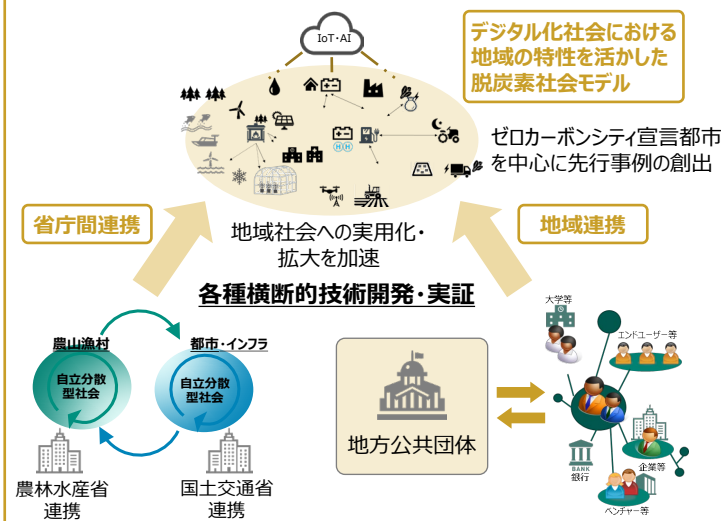 IoT・AI
デジタル化社会における
地域の特性を活かした
脱炭素社会モデル
ゼロカーボンシティ宣言都市
を中心に先行事例の創出
H H
省庁間連携
地域連携
地域社会への実用化・
拡大を加速
各種横断的技術開発・実証
農山漁村
都市・インフラ
自立分散
型社会
自立分散
型社会
農林水産省
連携
国土交通省
連携
地方公共団体
大学等
エンドユーザー等
BANK
銀行
企業等
ベンチャー等